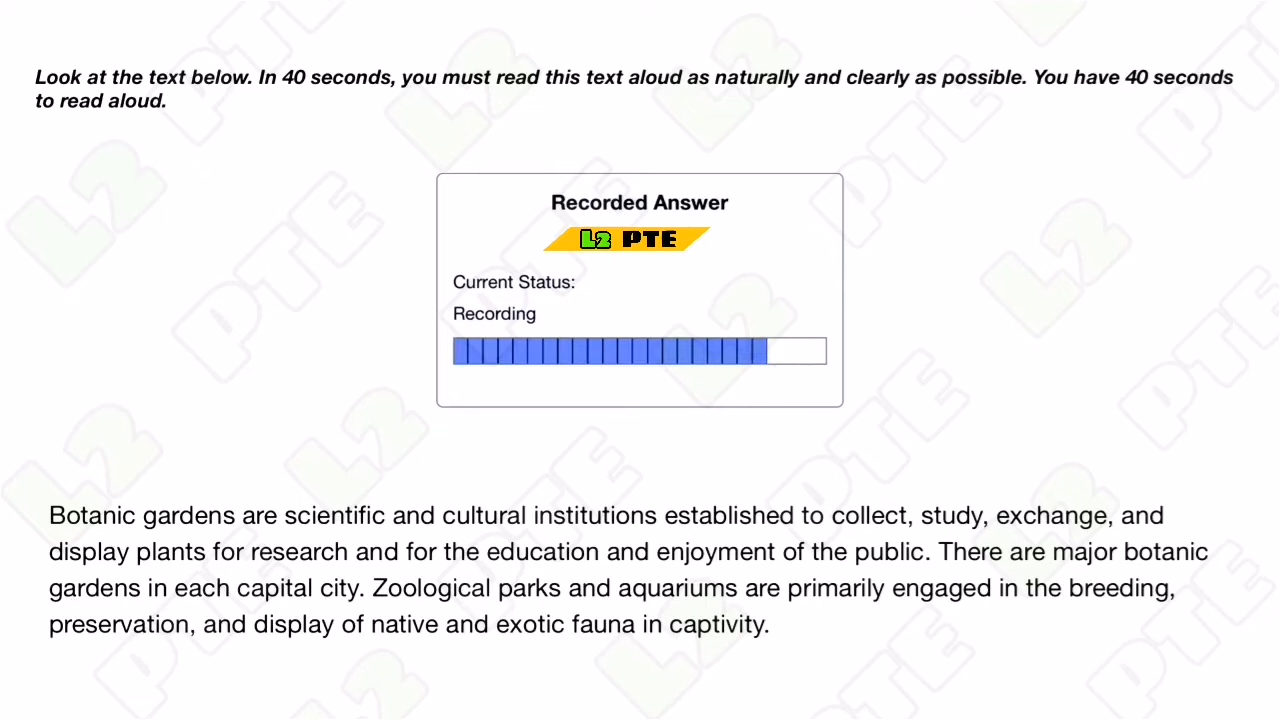 Look at the text below. In 40 seconds, you must read this text aloud as naturally and clearly as possible. You have 40 seconds
to read aloud.
Recorded Answer
L2 PTE
Current Status:
Recording
Botanic gardens are scientific and cultural institutions established to collect, study, exchange, and
display plants for research and for the education and enjoyment of the public. There are major botanic
gardens in each capital city. Zoological parks and aquariums are primarily engaged in the breeding,
preservation, and display of native and exotic fauna in captivity.